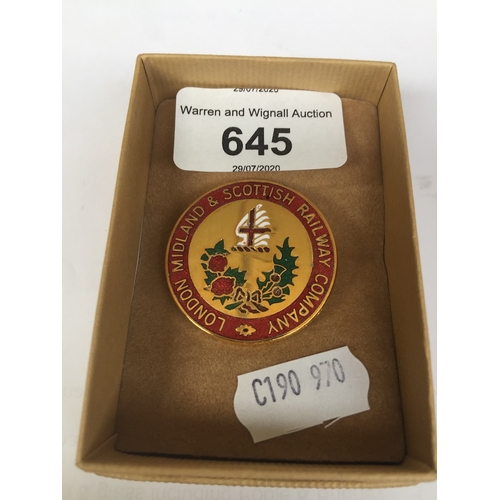 29/07/2020
Warren and Wignall Auction
645
29/07/2020
LONDON MIDLAND & SCOTTISH RAILWAY COMPANY
C190 970